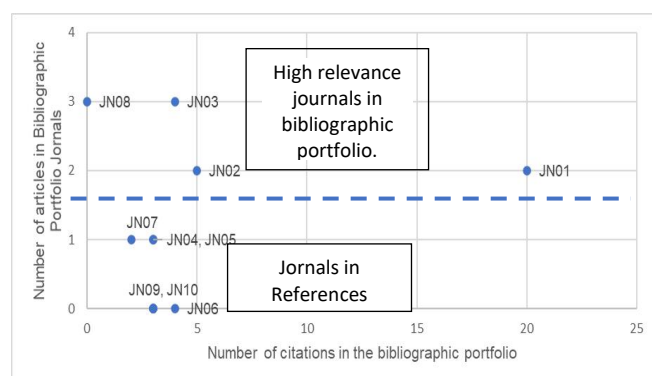 4
High relevance
journals in
bibliographic
portfolio.
3
JN08
JN03
2
JN02
JN01
JN07
1
JN04, JN05
Jornals in
References
JN09, JN10
0
JN06
0
5
10
15
20
25
Number of articles in Bibliographic
Portfolio Jornals
Number of citations in the bibliographic portfolio